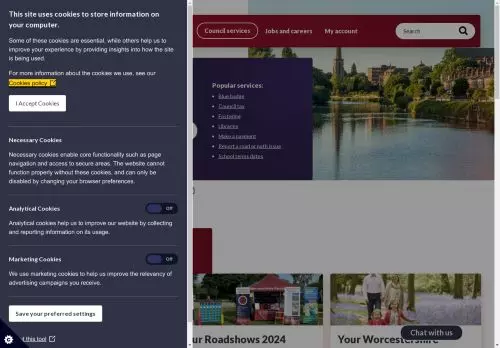 This site uses cookies to store information on
your computer.
Some of these cookies are essential, while others help us to
improve your experience by providing insights into how the site
is being used.
For more information about the cookies we use, see our
Cookies policy
I Accept Cookies
Necessary Cookies
Necessary cookies enable core functionality such as page
navigation and access to secure areas. The website cannot
function properly without these cookies, and can only be
disabled by changing your browser preferences.
Analytical Cookies
Off
Analytical cookies help us to improve our website by collecting
and reporting information on its usage.
Marketing Cookies
Off
We use marketing cookies to help us improve the relevancy of
advertising campaigns you receive.
Save your preferred settings
t this tool
Council services
Jobs and careers
My account
Search
Popular services:
Blue badge
Council tax
Fostering
Libraries
Make a payment
Report a road or path issue
School terms dates
ur Roadshows 2024
Your Worcestershire
Chat with us